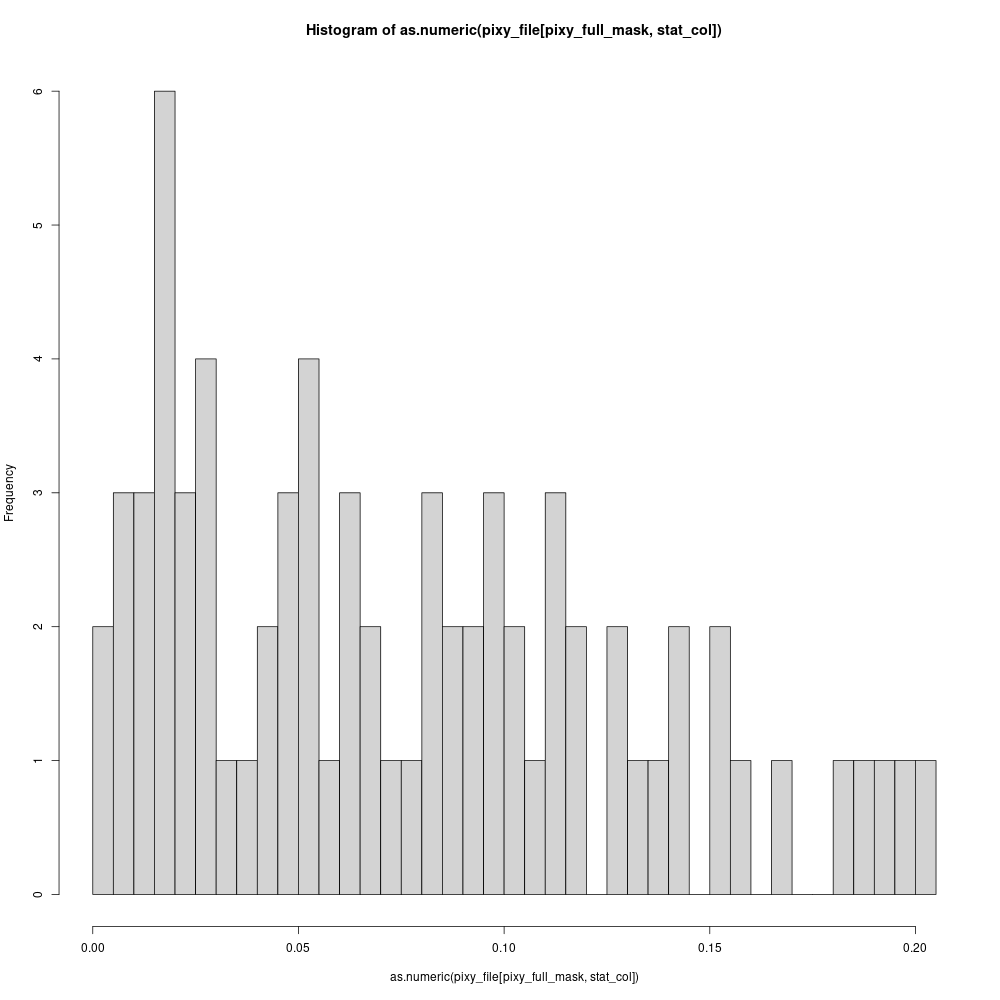 Histogram of as.numeric(pixy_file[pixy_full_mask, stat_col])
6
5
4
3
2
1
0
Frequency
0.00 0.05 0.10 0.15 0.20
as.numeric(pixy_file[pixy_full_mask, stat_col])